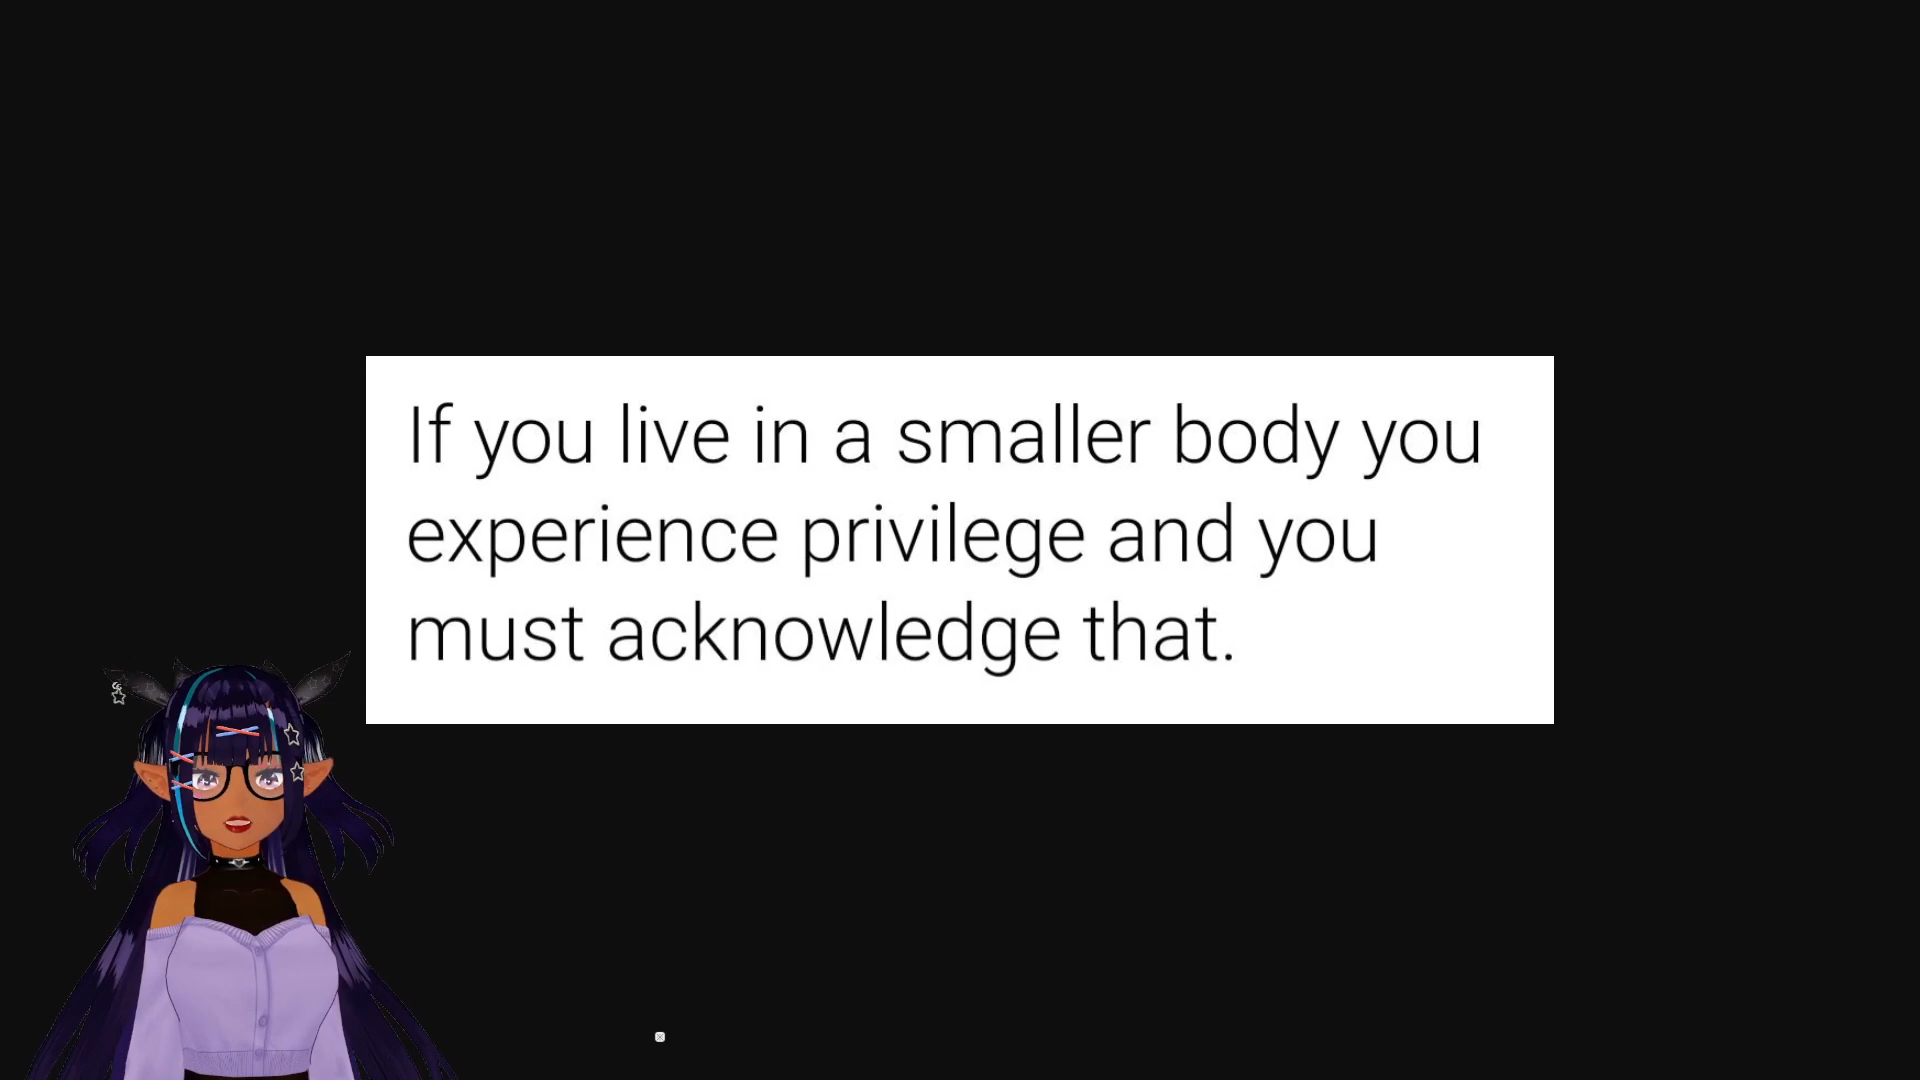 If you live in a smaller body you
experience privilege and you
must acknowledge that.